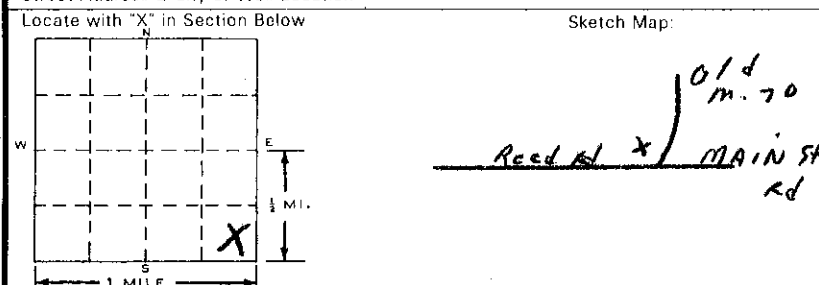 Locate with "X" in Section Below
Sketch Map:
N
W
E
½ MI.
X
S
1 MILE
Old
M-70
Reed Rd X MAIN St
Rd